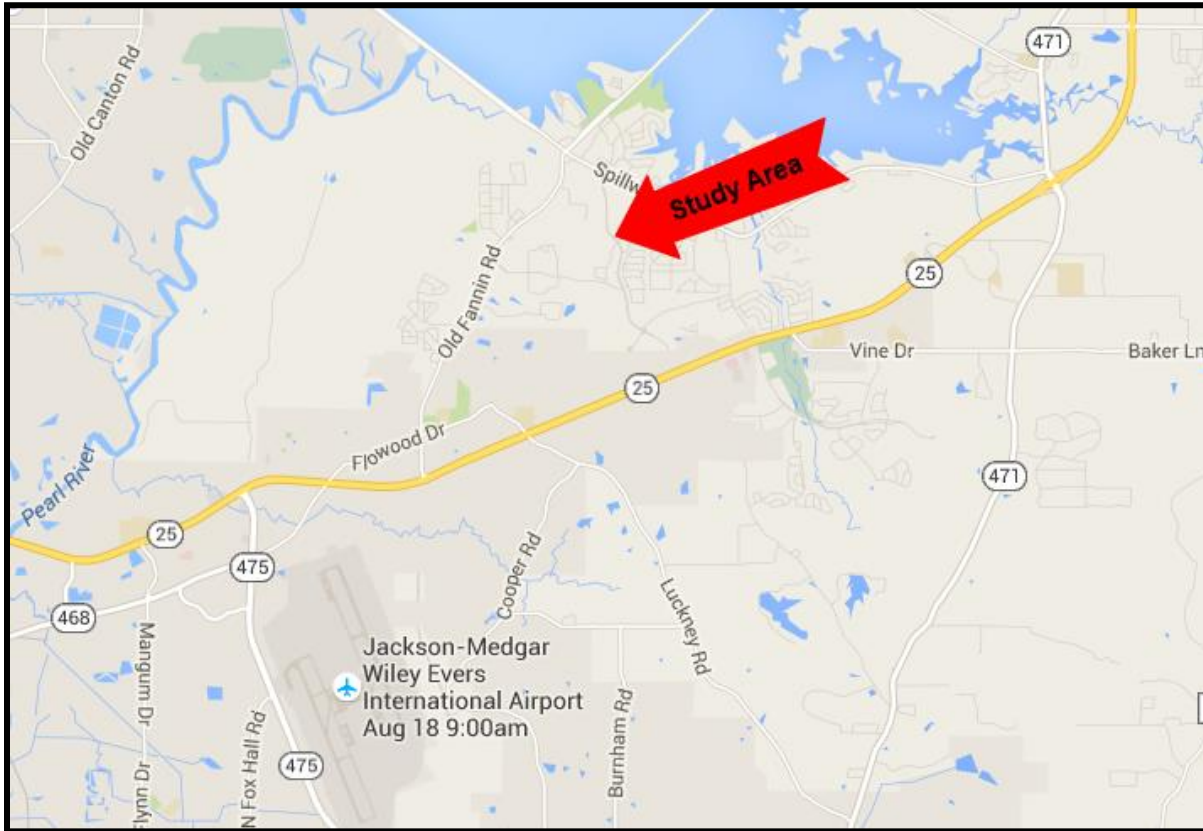 471
Old Canton Rd
Spillw
Study Area
25
Old Fannin Rd
Vine Dr
Baker Ln
25
Flowood Dr
Pearl River
471
25
475
468
Cooper Rd
Luckney Rd
Mangum Dr
Jackson-Medgar
Wiley Evers
International Airport
Aug 18 9:00am
Burnham Rd
N Fox Hall Rd
475